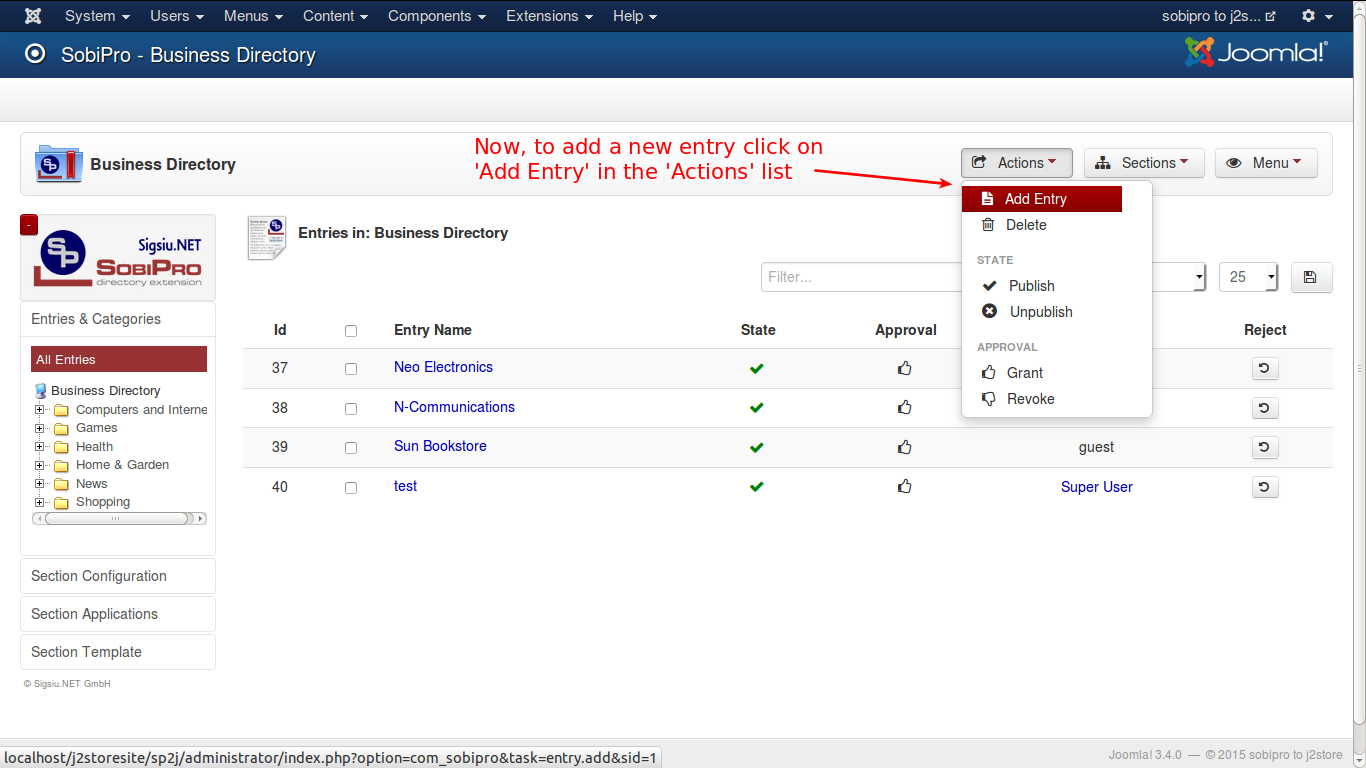 System Users Menus Content Components Extensions Help sobipro to j2s...
SobiPro - Business Directory Joomla!®
Now, to add a new entry click on
'Add Entry' in the 'Actions' list
Business Directory Actions Sections Menu
Add Entry
Delete
STATE
Publish
Unpublish
APPROVAL
Grant
Revoke
-
Sp
Sigsiu.NET
SOBIPRO
directory extension
Entries & Categories
All Entries
Business Directory
Computers and Interne
Games
Health
Home & Garden
News
Shopping
Section Configuration
Section Applications
Section Template
© Sigsiu.NET GmbH
Entries in: Business Directory
Filter... 25
Id Entry Name State Approval Reject
37 Neo Electronics
38 N-Communications
39 Sun Bookstore guest
40 test Super User
localhost/j2storesite/sp2j/administrator/index.php?option=com_sobipro&task=entry.add&sid=1
Joomla! 3.4.0 — © 2015 sobipro to j2store